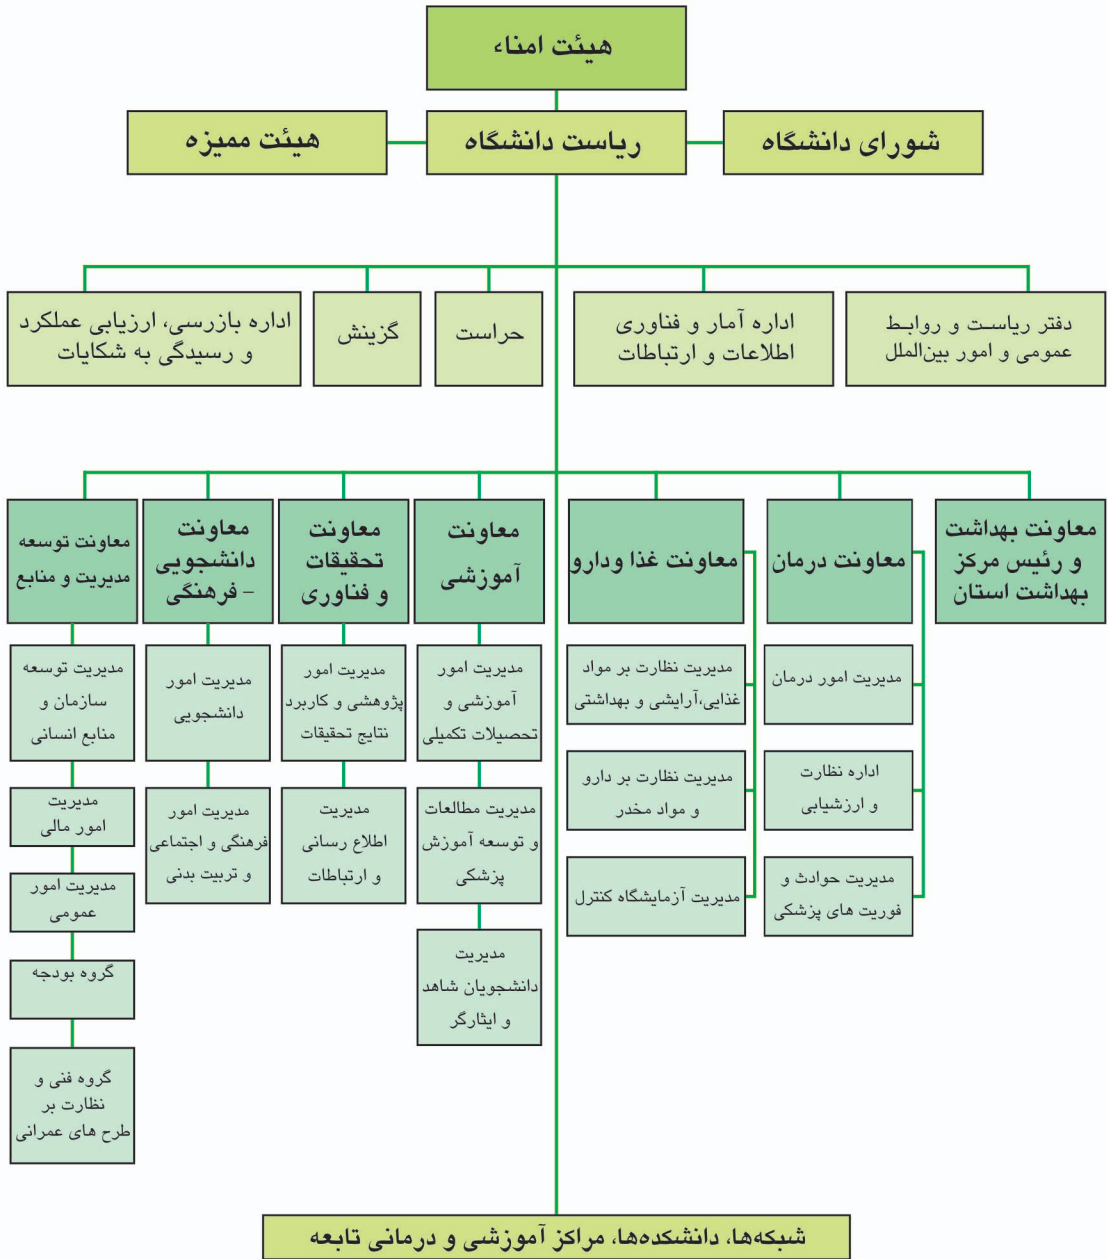 هیئت امناء
شورای دانشگاه
ریاست دانشگاه
هیئت ممیزه
دفتر ریاست و روابط
عمومی و امور بین‌الملل
اداره آمار و فناوری
اطلاعات و ارتباطات
حراست
گزینش
اداره بازرسی، ارزیابی عملکرد
و رسیدگی به شکایات
معاونت بهداشت
و رئیس مرکز
بهداشت استان
معاونت درمان
مدیریت امور درمان
اداره نظارت
و ارزشیابی
مدیریت حوادث و
فوریت های پزشکی
معاونت غذا ودارو
مدیریت نظارت بر مواد
غذایی،آرایشی و بهداشتی
مدیریت نظارت بر دارو
و مواد مخدر
مدیریت آزمایشگاه کنترل
معاونت
آموزشی
مدیریت امور
آموزشی و
تحصیلات تکمیلی
مدیریت مطالعات
و توسعه آموزش
پزشکی
مدیریت
دانشجویان شاهد
و ایثارگر
معاونت
تحقیقات
و فناوری
مدیریت امور
پژوهشی و کاربرد
نتایج تحقیقات
مدیریت
اطلاع رسانی
و ارتباطات
معاونت
دانشجویی
- فرهنگی
مدیریت امور
دانشجویی
مدیریت امور
فرهنگی و اجتماعی
و تربیت بدنی
معاونت توسعه
مدیریت و منابع
مدیریت توسعه
سازمان و
منابع انسانی
مدیریت
امور مالی
مدیریت امور
عمومی
گروه بودجه
گروه فنی و
نظارت بر
طرح های عمرانی
شبکه‌ها، دانشکده‌ها، مراکز آموزشی و درمانی تابعه